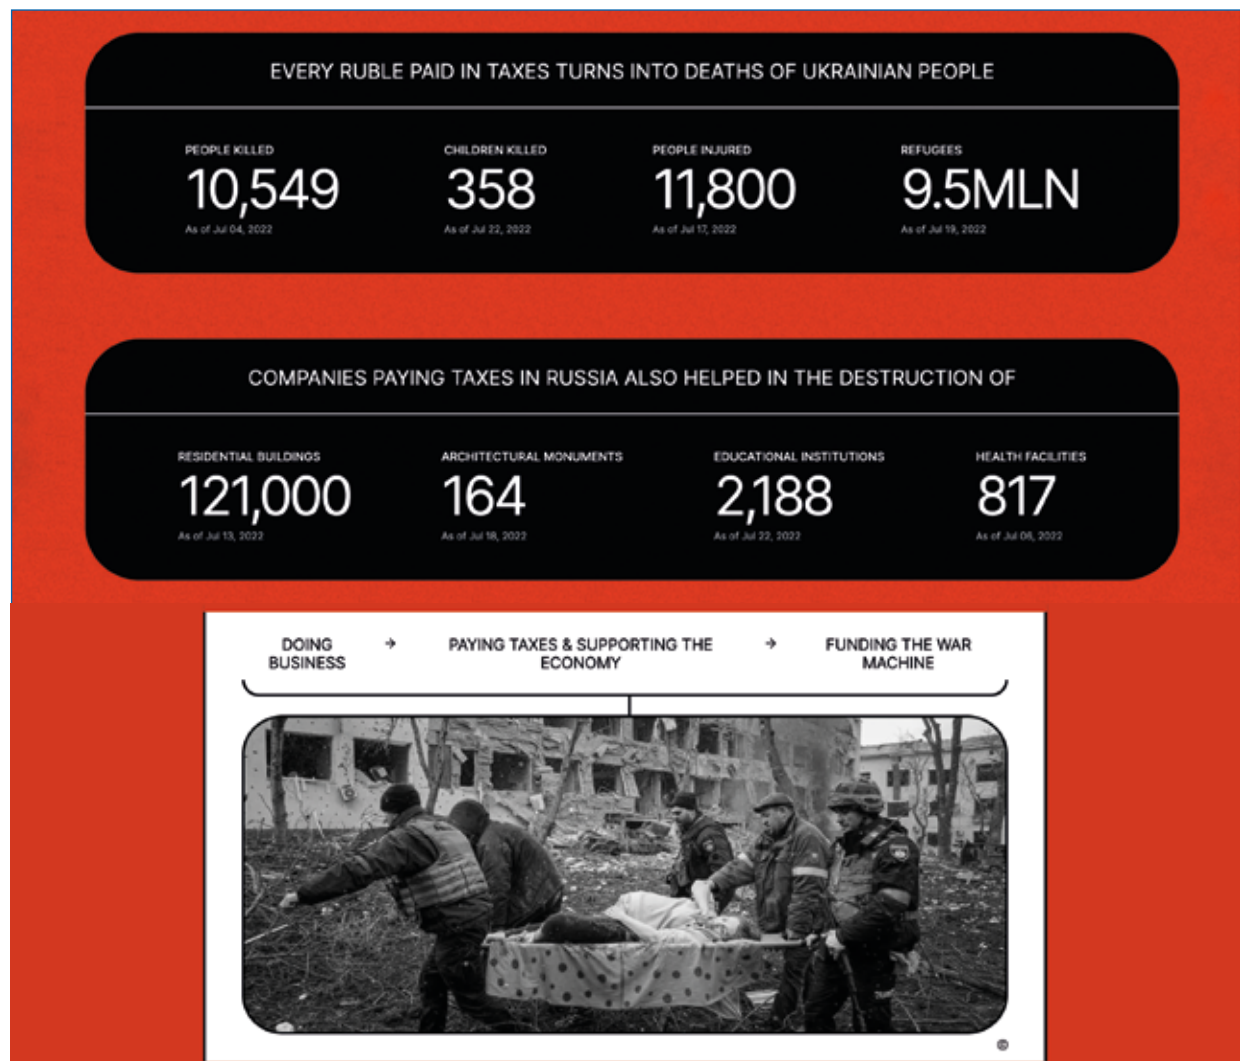 EVERY RUBLE PAID IN TAXES TURNS INTO DEATHS OF UKRAINIAN PEOPLE
PEOPLE KILLED
10,549
As of Jul 04, 2022
CHILDREN KILLED
358
As of Jul 22, 2022
PEOPLE INJURED
11,800
As of Jul 17, 2022
REFUGEES
9.5MLN
As of Jul 19, 2022
COMPANIES PAYING TAXES IN RUSSIA ALSO HELPED IN THE DESTRUCTION OF
RESIDENTIAL BUILDINGS
121,000
As of Jul 13, 2022
ARCHITECTURAL MONUMENTS
164
As of Jul 18, 2022
EDUCATIONAL INSTITUTIONS
2,188
As of Jul 22, 2022
HEALTH FACILITIES
817
As of Jul 06, 2022
DOING
BUSINESS
→
PAYING TAXES & SUPPORTING THE
ECONOMY
→
FUNDING THE WAR
MACHINE